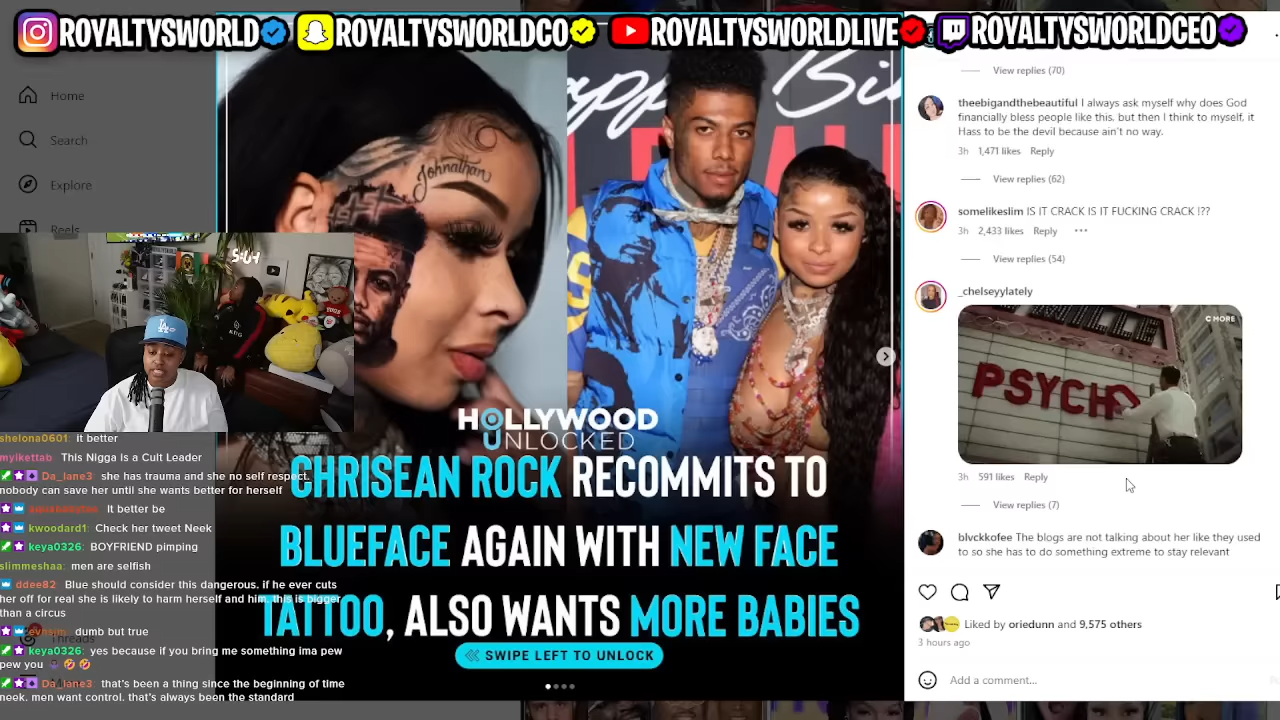 ROYALTYSWORLD
ROYALTYSWORLDCO
ROYALTYSWORLDLIVE
ROYALTYSWORLDCEO
Home
Search
Explore
Reels
5:04
Johnathan
HOLLYWOOD
UNLOCKED
CHRISEAN ROCK RECOMMITS TO
BLUEFACE AGAIN WITH NEW FACE
TATTOO, ALSO WANTS MORE BABIES
SWIPE LEFT TO UNLOCK
shelona0601: it better
myikettab: This Nigga is a Cult Leader
Da_lane3: she has trauma and she no self respect.
nobody can save her until she wants better for herself
It better be
kwoodard1: Check her tweet Neek
keya0326: BOYFRIEND pimping
slimmeshaa: men are selfish
ddee82: Blue should consider this dangerous. if he ever cuts
her off for real she is likely to harm herself and him. this is bigger
than a circus
dumb but true
keya0326: yes because if you bring me something ima pew
pew you
Da_lane3: that's been a thing since the beginning of time
neek. men want control. that's always been the standard
View replies (70)
theebigandthebeautiful I always ask myself why does God
financially bless people like this. but then I think to myself, it
Hass to be the devil because ain't no way.
3h 1,471 likes Reply
View replies (62)
somelikeslim IS IT CRACK IS IT FUCKING CRACK !??
3h 2,433 likes Reply
View replies (54)
_chelseyylately
C MORE
PSYCH
3h 591 likes Reply
View replies (7)
blvckkofee The blogs are not talking about her like they used
to so she has to do something extreme to stay relevant
Liked by oriedunn and 9,575 others
3 hours ago
Add a comment...